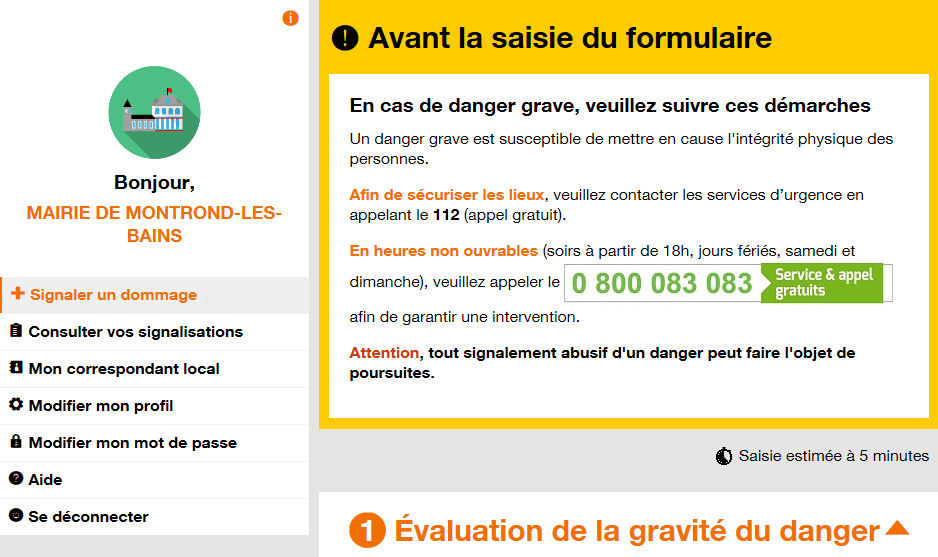 Bonjour,
MAIRIE DE MONTROND-LES-
BAINS
Signaler un dommage
Consulter vos signalisations
Mon correspondant local
Modifier mon profil
Modifier mon mot de passe
Aide
Se déconnecter
Avant la saisie du formulaire
En cas de danger grave, veuillez suivre ces démarches
Un danger grave est susceptible de mettre en cause l'intégrité physique des
personnes.
Afin de sécuriser les lieux, veuillez contacter les services d’urgence en
appelant le 112 (appel gratuit).
En heures non ouvrables (soirs à partir de 18h, jours fériés, samedi et
dimanche), veuillez appeler le 0 800 083 083 Service & appel
gratuits
afin de garantir une intervention.
Attention, tout signalement abusif d'un danger peut faire l'objet de
poursuites.
Saisie estimée à 5 minutes
1 Évaluation de la gravité du danger